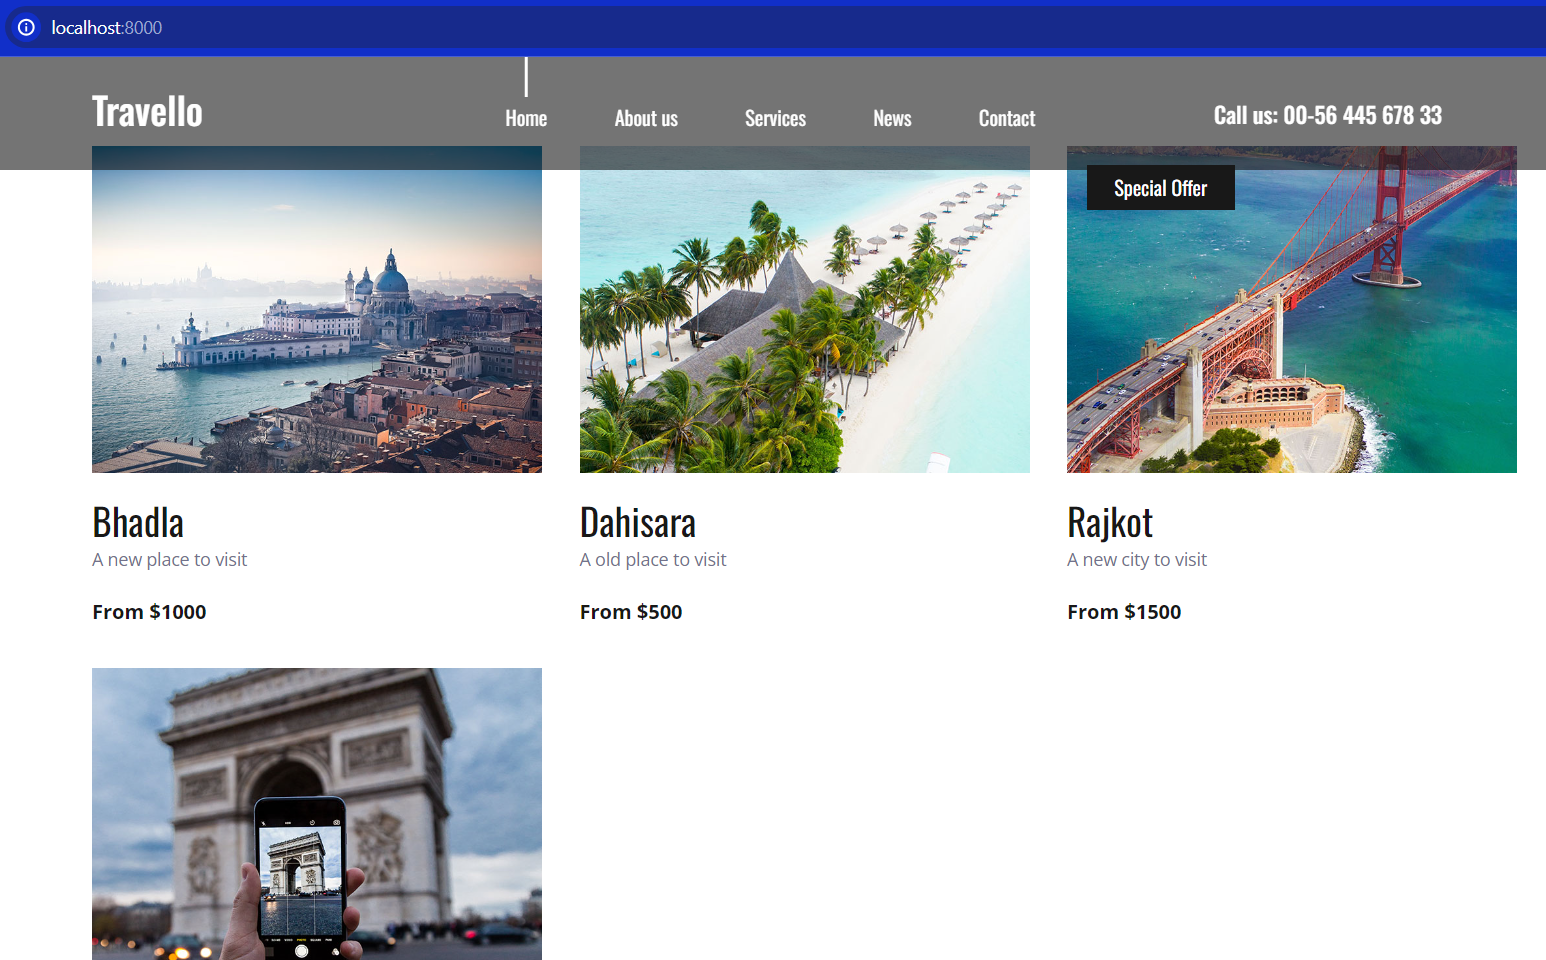 localhost:8000
Travello
Home About us Services News Contact
Call us: 00-56 445 678 33
Special Offer
Bhadla
A new place to visit
From $1000
Dahisara
A old place to visit
From $500
Rajkot
A new city to visit
From $1500